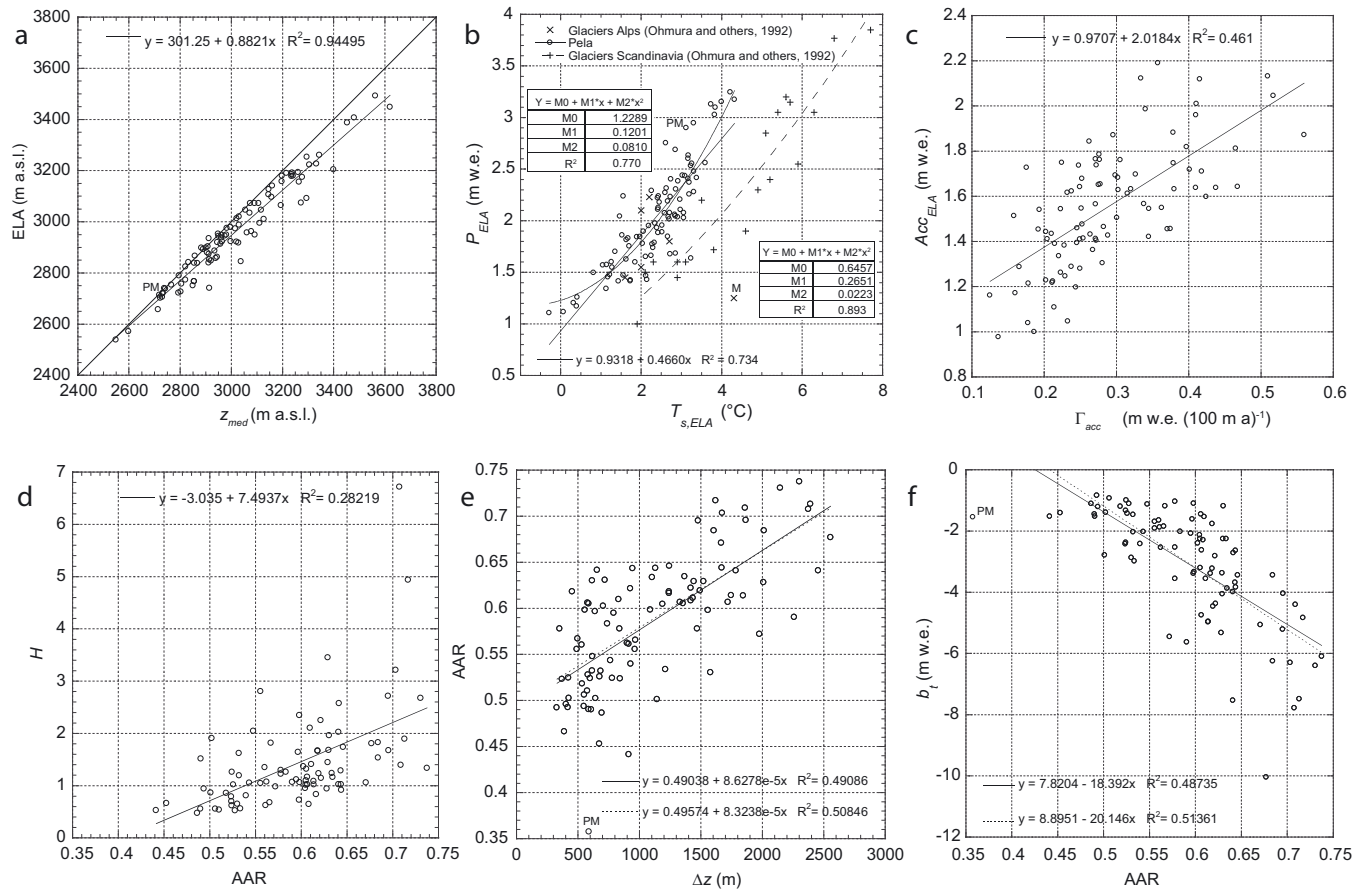 a
y = 301.25 + 0.8821x R²= 0.94495
3800
3600
3400
3200
3000
2800
2600
2400
ELA (m a.s.l.)
PM
2400 2600 2800 3000 3200 3400 3600 3800
z_med (m a.s.l.)
b
Glaciers Alps (Ohmura and others, 1992)
Pela
Glaciers Scandinavia (Ohmura and others, 1992)
4
3.5
3
2.5
2
1.5
1
0.5
P_ELA (m w.e.)
Y = M0 + M1*x + M2*x²
M0 1.2289
M1 0.1201
M2 0.0810
R² 0.770
PM
Y = M0 + M1*x + M2*x²
M0 0.6457
M1 0.2651
M2 0.0223
R² 0.893
M
y = 0.9318 + 0.4660x R² = 0.734
0 2 4 6 8
T_s,ELA (°C)
c
y = 0.9707 + 2.0184x R²= 0.461
2.4
2.2
2
1.8
1.6
1.4
1.2
1
0.8
Acc_ELA (m w.e.)
0.1 0.2 0.3 0.4 0.5 0.6
Γ_acc (m w.e. (100 m a)⁻¹
d
y = -3.035 + 7.4937x R²= 0.28219
7
6
5
4
3
2
1
0
H
0.35 0.4 0.45 0.5 0.55 0.6 0.65 0.7 0.75
AAR
e
0.75
0.7
0.65
0.6
0.55
0.5
0.45
0.4
0.35
AAR
y = 0.49038 + 8.6278e-5x R²= 0.49086
y = 0.49574 + 8.3238e-5x R²= 0.50846
PM
0 500 1000 1500 2000 2500 3000
Δz (m)
f
0
-2
-4
-6
-8
-10
-12
b_t (m w.e.)
PM
y = 7.8204 - 18.392x R²= 0.48735
y = 8.8951 - 20.146x R²= 0.51361
0.35 0.4 0.45 0.5 0.55 0.6 0.65 0.7 0.75
AAR